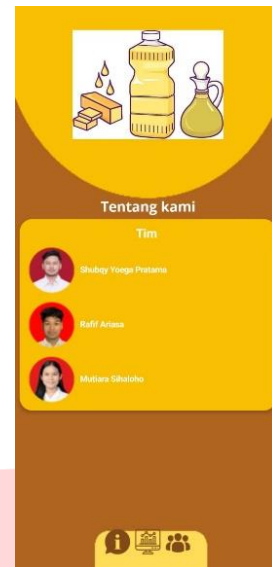 Tentang kami
Tim
Shubqy Yoega Pratama
Rafif Ariasa
Mutiara Sihaloho